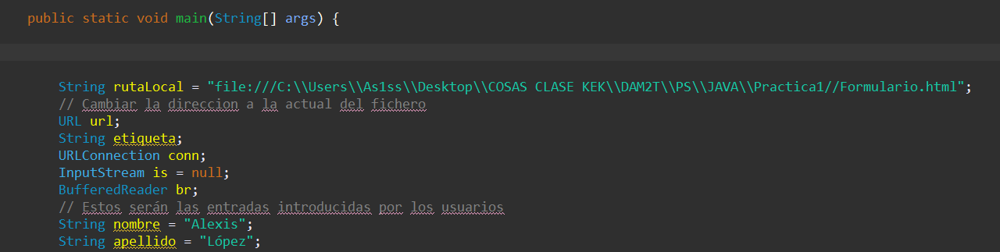 public static void main(String[] args) {
String rutaLocal = "file:///C:\\Users\\As1ss\\Desktop\\COSAS CLASE KEK\\DAM2T\\PS\\JAVA\\Practica1//Formulario.html";
// Cambiar la direccion a la actual del fichero
URL url;
String etiqueta;
URLConnection conn;
InputStream is = null;
BufferedReader br;
// Estos serán las entradas introducidas por los usuarios
String nombre = "Alexis";
String apellido = "López";